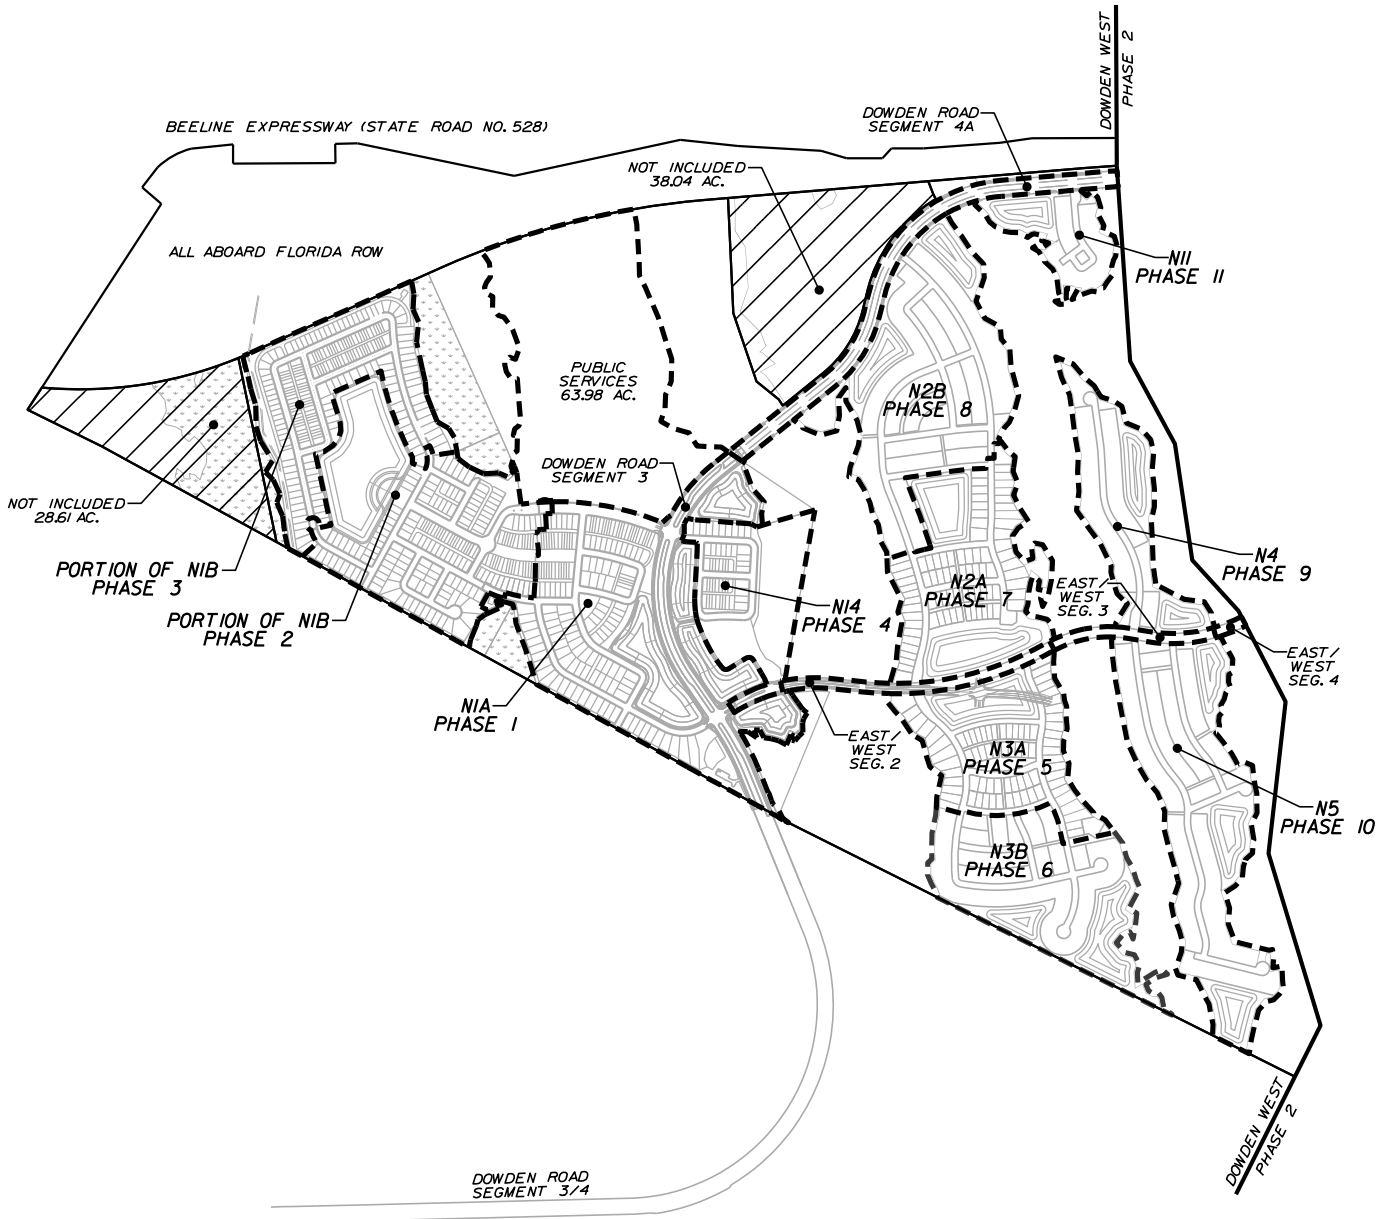 DOWDEN WEST
PHASE 2
BEELINE EXPRESSWAY (STATE ROAD NO. 528)
DOWDEN ROAD
SEGMENT 4A
NOT INCLUDED
38.04 AC.
ALL ABOARD FLORIDA ROW
N11
PHASE 11
PUBLIC
SERVICES
63.98 AC.
N2B
PHASE 8
DOWDEN ROAD
SEGMENT 3
NOT INCLUDED
28.61 AC.
PORTION OF N1B
PHASE 3
PORTION OF N1B
PHASE 2
N4
PHASE 9
N2A
PHASE 7
EAST/
WEST
SEG. 3
N14
PHASE 4
EAST/
WEST
SEG. 4
N1A
PHASE 1
EAST/
WEST
SEG. 2
N3A
PHASE 5
N5
PHASE 10
N3B
PHASE 6
DOWDEN WEST
PHASE 2
DOWDEN ROAD
SEGMENT 3/4